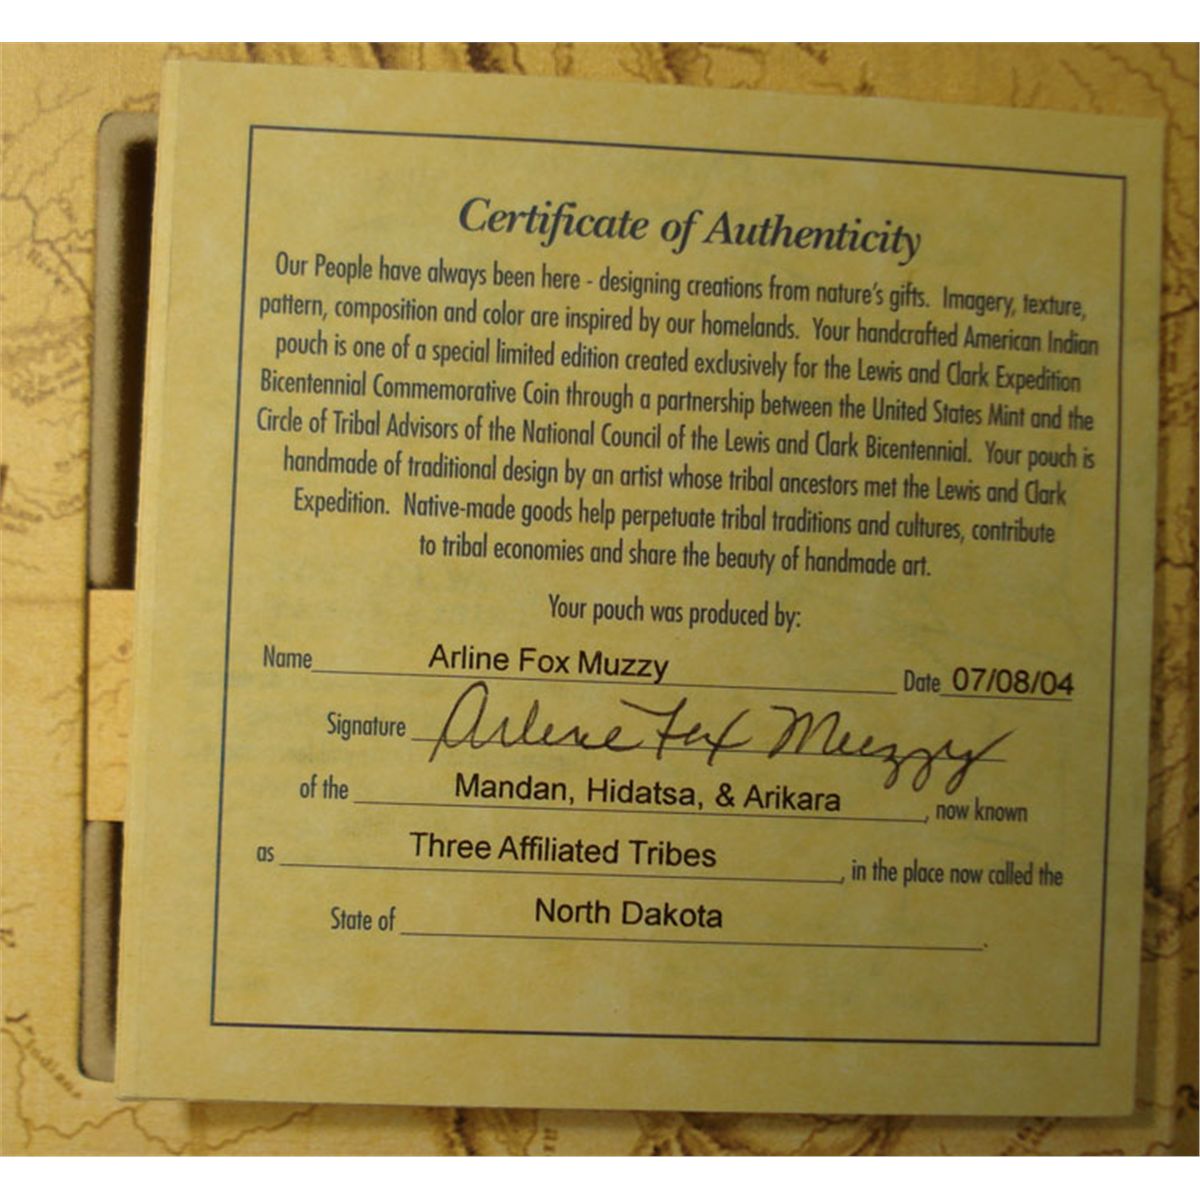 Certificate of Authenticity
Our People have always been here - designing creations from nature's gifts. Imagery, texture,
pattern, composition and color are inspired by our homelands. Your handcrafted American Indian
pouch is one of a special limited edition created exclusively for the Lewis and Clark Expedition
Bicentennial Commemorative Coin through a partnership between the United States Mint and the
Circle of Tribal Advisors of the National Council of the Lewis and Clark Bicentennial. Your pouch is
handmade of traditional design by an artist whose tribal ancestors met the Lewis and Clark
Expedition. Native-made goods help perpetuate tribal traditions and cultures, contribute
to tribal economies and share the beauty of handmade art.
Your pouch was produced by:
Name Arline Fox Muzzy Date 07/08/04
Signature Arlene Fox Muzzy
of the Mandan, Hidatsa, & Arikara, now known
as Three Affiliated Tribes, in the place now called the
State of North Dakota.